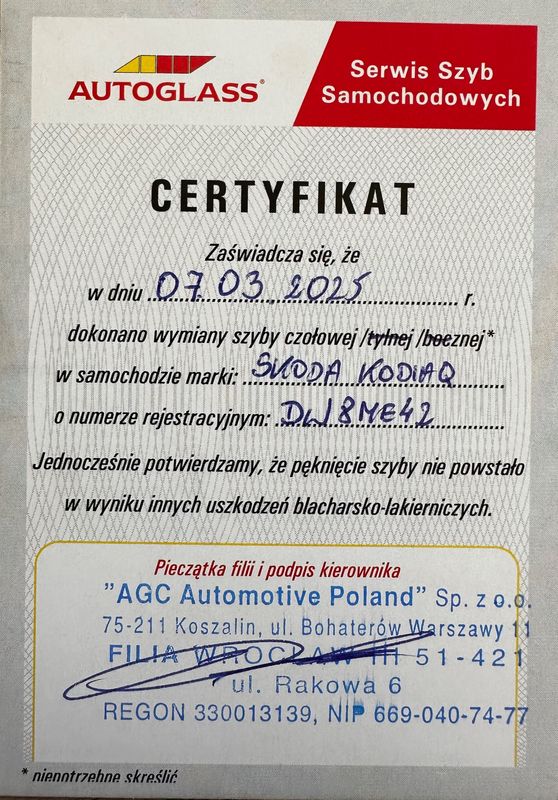 AUTOGLASS®
Serwis Szyb
Samochodowych
CERTYFIKAT
Zaświadcza się, że
w dniu 07 03 2025 r.
dokonano wymiany szyby czołowej /tylnej /bocznej*
w samochodzie marki: SKODA KODIAQ
o numerze rejestracyjnym: DW8ME42
Jednocześnie potwierdzamy, że pęknięcie szyby nie powstało
w wyniku innych uszkodzeń blacharsko-lakierniczych.
Pieczątka filii i podpis kierownika
"AGC Automotive Poland" Sp. z o.o.
75-211 Koszalin, ul. Bohaterów Warszawy 11
FILIA WROCŁAW III 51-421
ul. Rakowa 6
REGON 330013139, NIP 669-040-74-77
* niepotrzebne skreślić